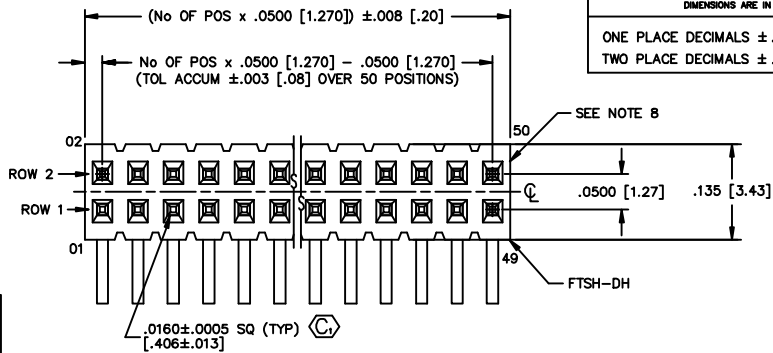 (No OF POS x .0500 [1.270]) ±.008 [.20]
DIMENSIONS ARE IN
ONE PLACE DECIMALS ±.
TWO PLACE DECIMALS ±.
No OF POS x .0500 [1.270] - .0500 [1.270]
(TOL ACCUM ±.003 [.08] OVER 50 POSITIONS)
SEE NOTE 8
02
50
ROW 2
ROW 1
S
S
℄
.0500 [1.27]
.135 [3.43]
01
49
FTSH-DH
.0160±.0005 SQ (TYP) C1
[.406±.013]